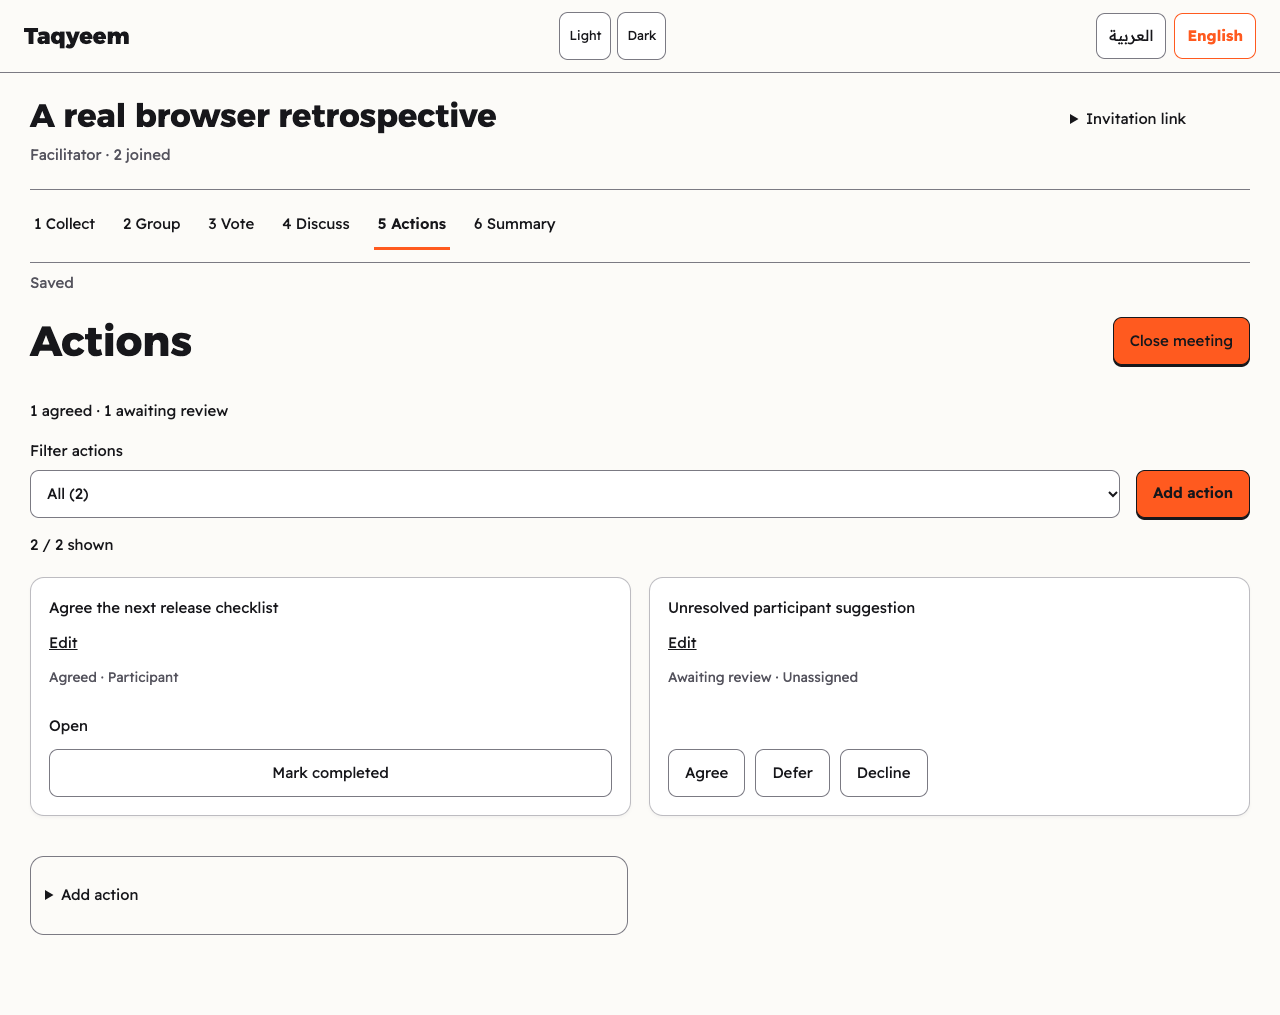 Taqyeem
Light
Dark
العربية
English
A real browser retrospective
Invitation link
Facilitator · 2 joined
1 Collect
2 Group
3 Vote
4 Discuss
5 Actions
6 Summary
Saved
Actions
Close meeting
1 agreed · 1 awaiting review
Filter actions
All (2)
Add action
2 / 2 shown
Agree the next release checklist
Edit
Agreed · Participant
Open
Mark completed
Unresolved participant suggestion
Edit
Awaiting review · Unassigned
Agree
Defer
Decline
Add action